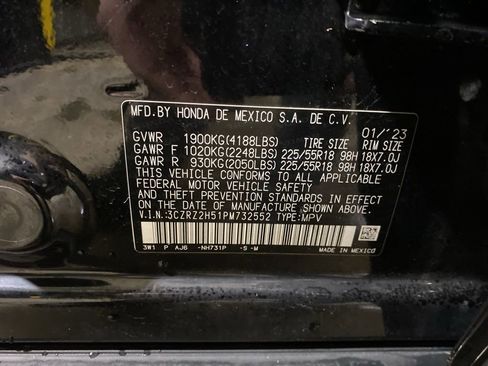 MFD.BY HONDA DE MEXICO S.A. DE C.V.
01/'23
GVWR 1900KG(4188LBS) TIRE SIZE RIM SIZE
GAWR F 1020KG(2248LBS) 225/55R18 98H 18X7.0J
GAWR R 930KG(2050LBS) 225/55R18 98H 18X7.0J
THIS VEHICLE CONFORMS TO ALL APPLICABLE
FEDERAL MOTOR VEHICLE SAFETY
AND THEFT PREVENTION STANDARDS IN EFFECT
ON THE DATE OF MANUFACTURE SHOWN ABOVE.
V.I.N.:3CZRZ2H51PM732552 TYPE:MPV
3W1 P AJ6 -NH731P -S -M MADE IN MEXICO